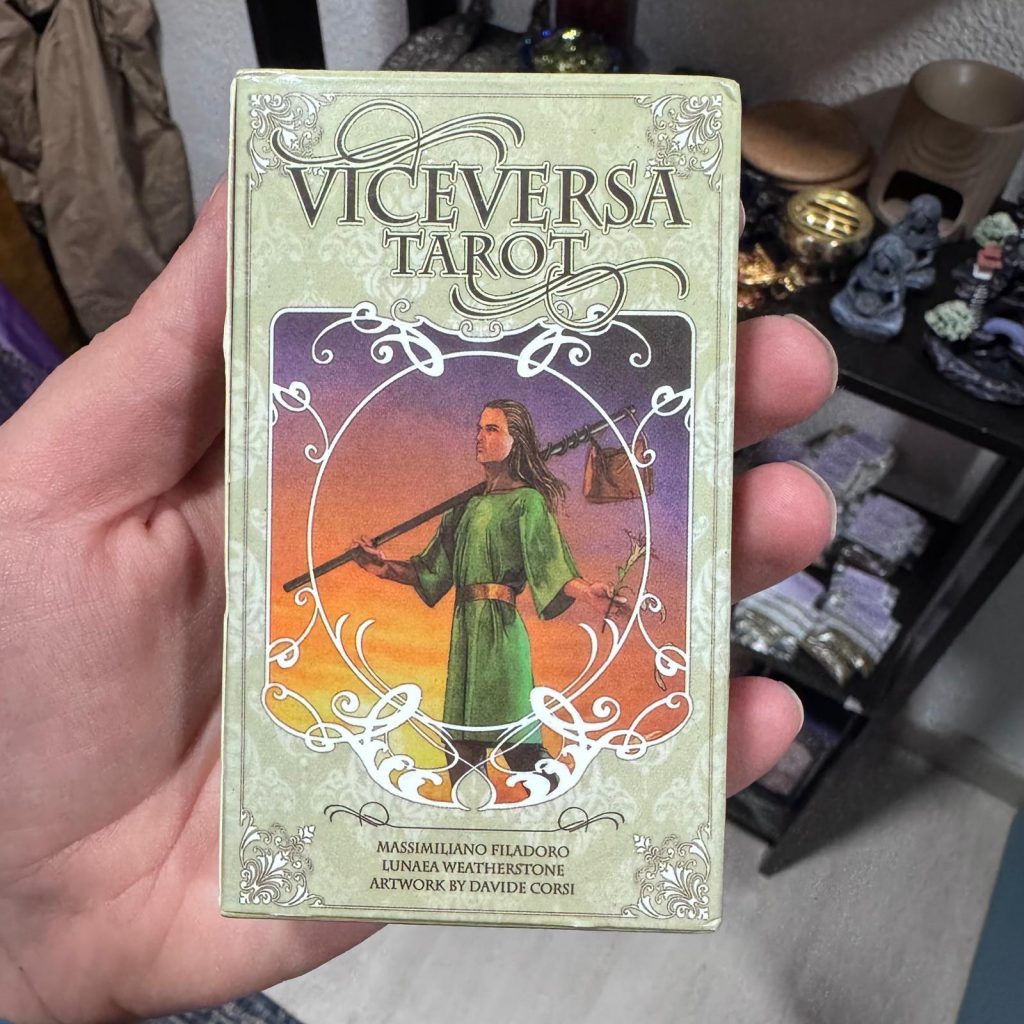 VICEVERSA
TAROT
MASSIMILIANO FILADORO
LUNAEA WEATHERSTONE
ARTWORK BY DAVIDE CORSI